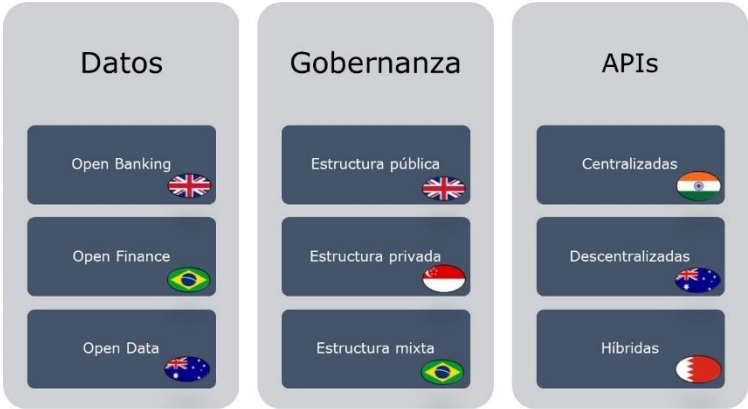 Datos
Open Banking
Open Finance
Open Data
Gobernanza
Estructura pública
Estructura privada
Estructura mixta
APIs
Centralizadas
Descentralizadas
Híbridas